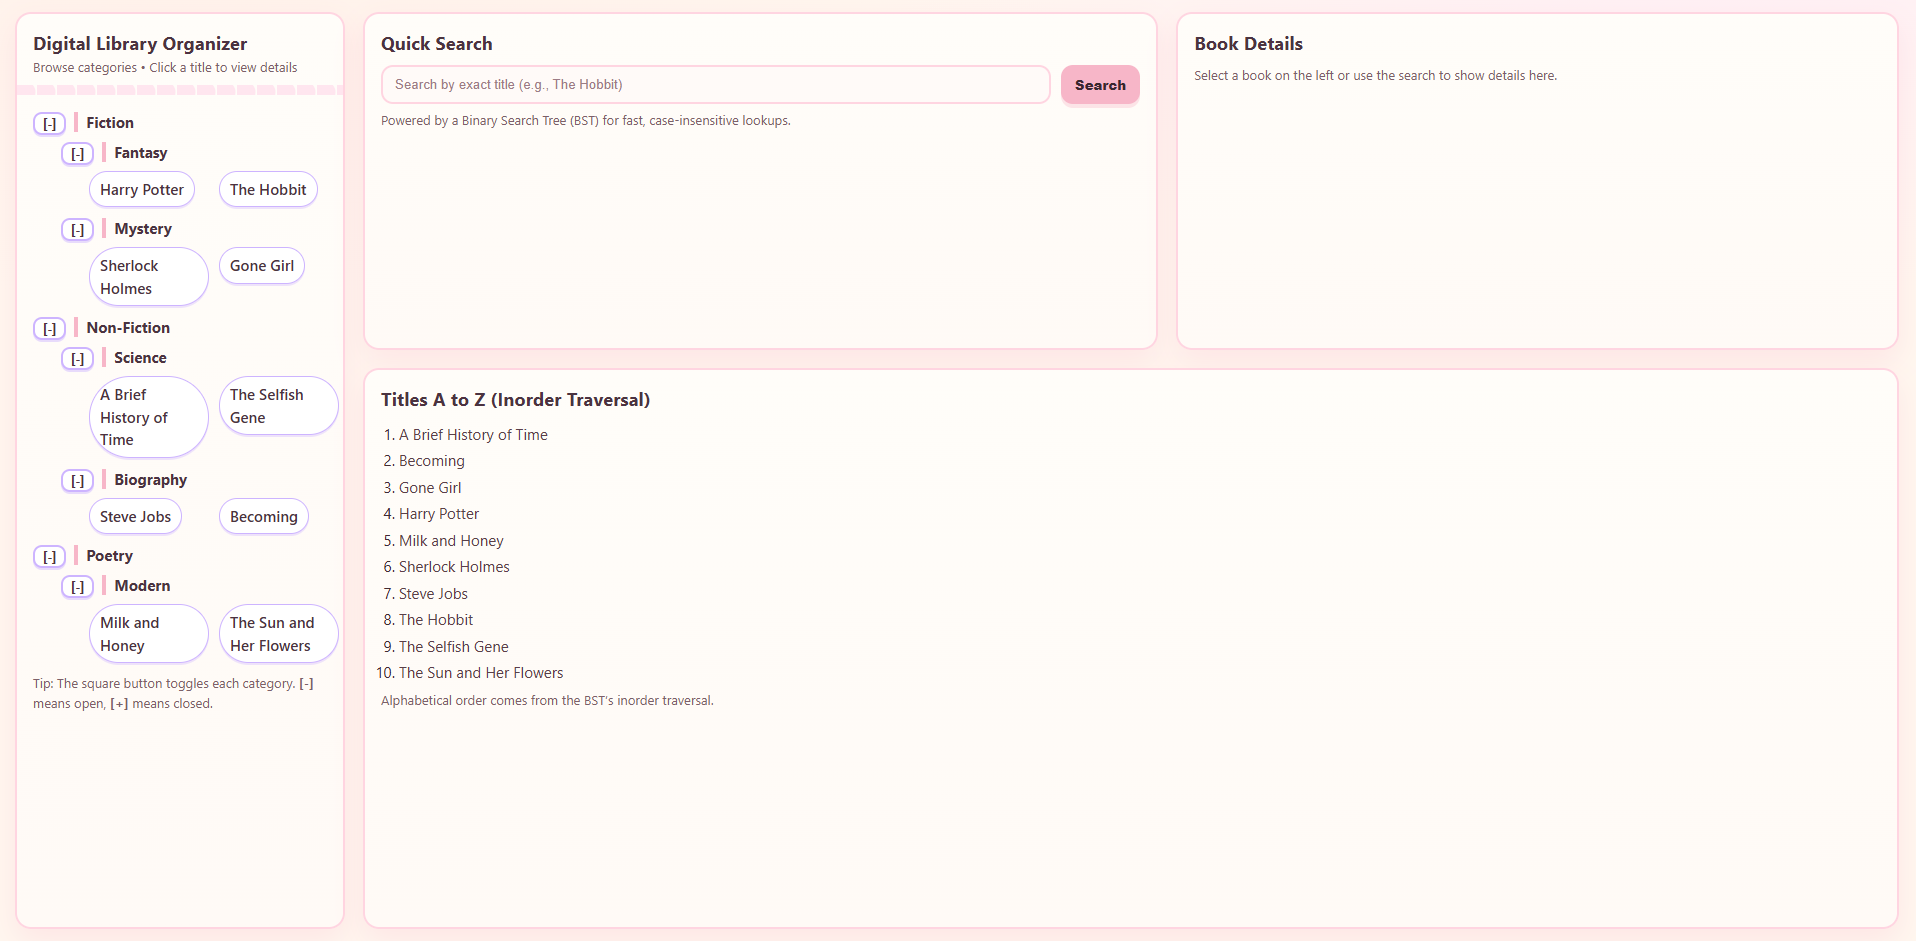 Digital Library Organizer
Browse categories • Click a title to view details
[-] Fiction
[-] Fantasy
Harry Potter
The Hobbit
[-] Mystery
Sherlock
Holmes
Gone Girl
[-] Non-Fiction
[-] Science
A Brief
History of
Time
The Selfish
Gene
[-] Biography
Steve Jobs
Becoming
[-] Poetry
[-] Modern
Milk and
Honey
The Sun and
Her Flowers
Tip: The square button toggles each category. [-]
means open, [+] means closed.
Quick Search
Search by exact title (e.g., The Hobbit)
Search
Powered by a Binary Search Tree (BST) for fast, case-insensitive lookups.
Book Details
Select a book on the left or use the search to show details here.
Titles A to Z (Inorder Traversal)
1. A Brief History of Time
2. Becoming
3. Gone Girl
4. Harry Potter
5. Milk and Honey
6. Sherlock Holmes
7. Steve Jobs
8. The Hobbit
9. The Selfish Gene
10. The Sun and Her Flowers
Alphabetical order comes from the BST's inorder traversal.